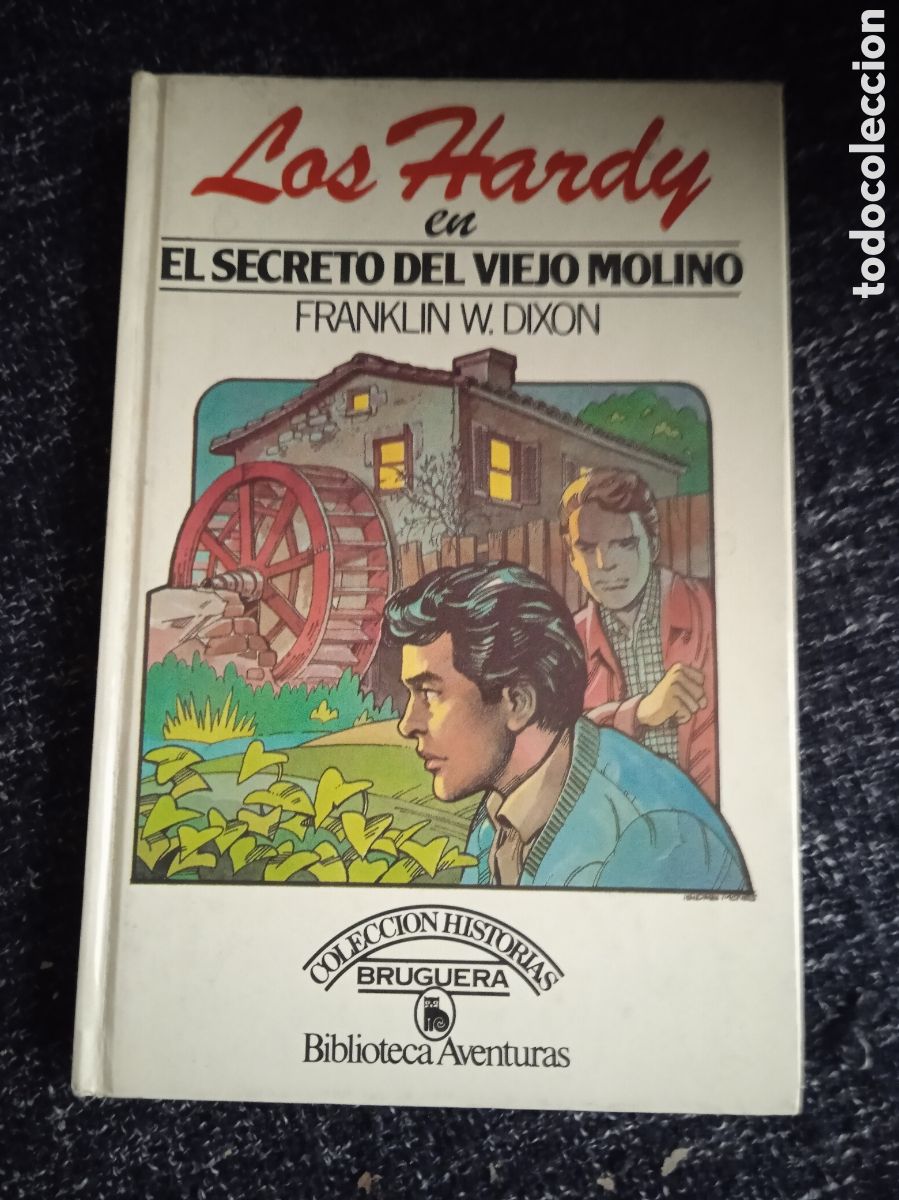 Los Hardy
en
EL SECRETO DEL VIEJO MOLINO
FRANKLIN W. DIXON
COLECCION HISTORIAS
BRUGUERA
Biblioteca Aventuras
todocoleccion